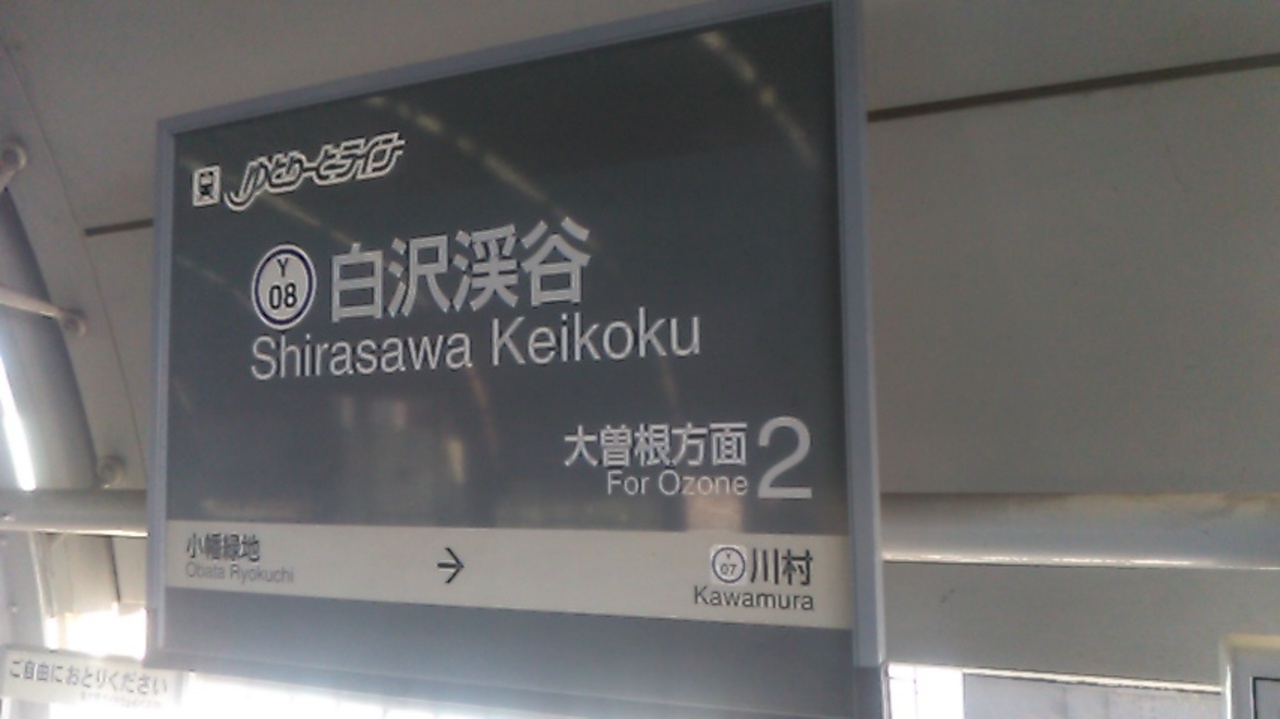 ゆとりーとライン
Y
08
白沢渓谷
Shirasawa Keikoku
大曽根方面 2
For Ozone
小幡緑地
Obata Ryokuchi
→
Y
07
川村
Kawamura
ご自由におとりください